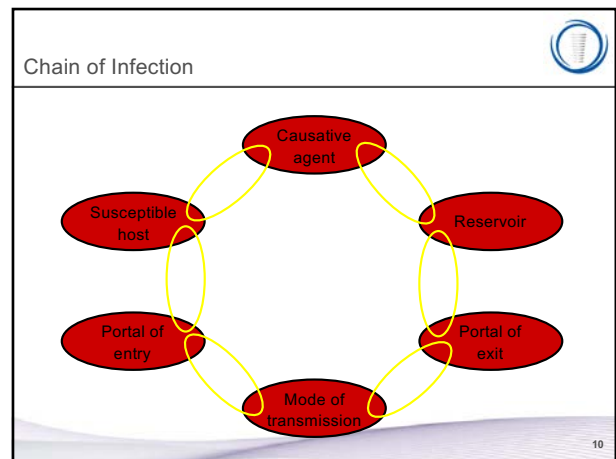 Chain of Infection
Causative
agent
Susceptible
host
Reservoir
Portal of
entry
Portal of
exit
Mode of
transmission
10